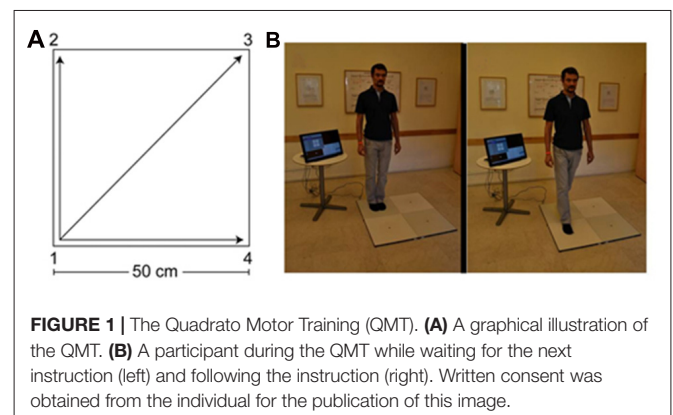 A
2
3
B
1
4
50 cm
FIGURE 1 | The Quadrato Motor Training (QMT). (A) A graphical illustration of
the QMT. (B) A participant during the QMT while waiting for the next
instruction (left) and following the instruction (right). Written consent was
obtained from the individual for the publication of this image.